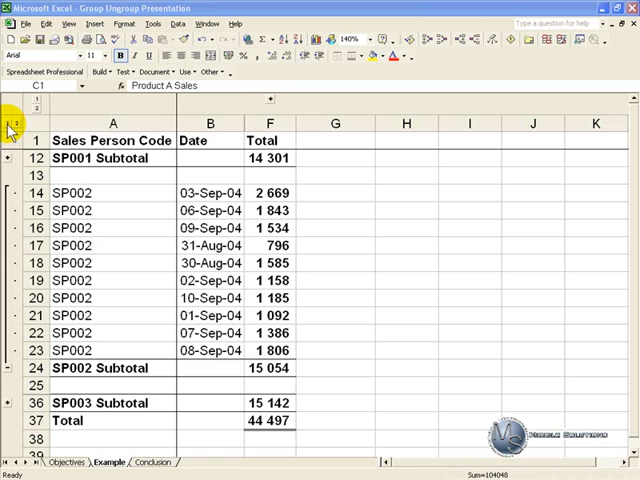 Microsoft Excel - Group Ungroup Presentation
File Edit View Insert Format Tools Data Window Help
Type a question for help
140%
Arial 11 B I U
Spreadsheet Professional Build Test Document Use Other
C1 Product A Sales
1
2
1 2
A B F G H I J K
1 Sales Person Code Date Total
12 SP001 Subtotal 14 301
13
14 SP002 03-Sep-04 2 669
15 SP002 06-Sep-04 1 843
16 SP002 09-Sep-04 1 534
17 SP002 31-Aug-04 796
18 SP002 30-Aug-04 1 585
19 SP002 02-Sep-04 1 158
20 SP002 10-Sep-04 1 185
21 SP002 01-Sep-04 1 092
22 SP002 07-Sep-04 1 386
23 SP002 08-Sep-04 1 806
24 SP002 Subtotal 15 054
25
36 SP003 Subtotal 15 142
37 Total 44 497
38
39
Objectives Example Conclusion
Ready Sum=104048